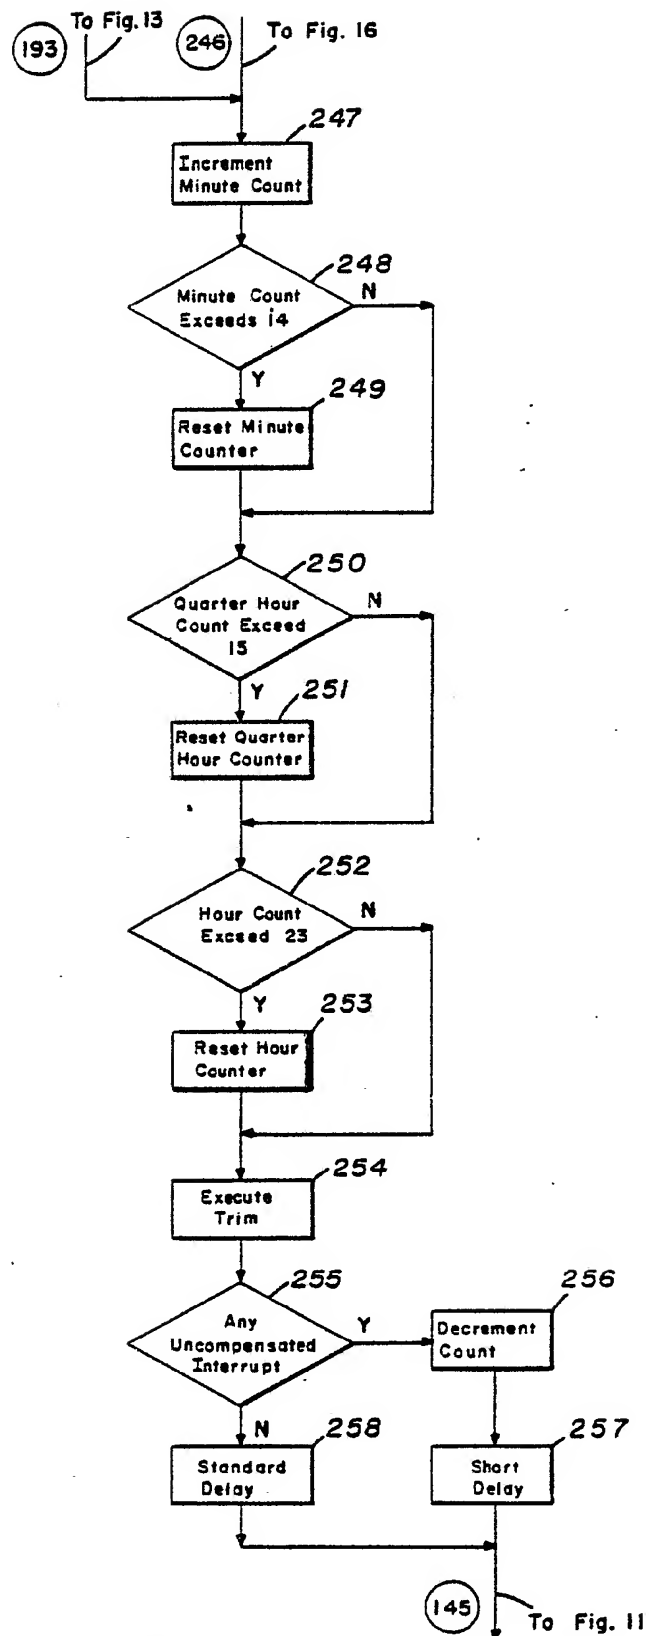 To Fig. 13
193
246
To Fig. 16
247
Increment
Minute Count
248
Minute Count
Exceeds 14
N
Y
249
Reset Minute
Counter
250
Quarter Hour
Count Exceed
15
N
Y
251
Reset Quarter
Hour Counter
252
Hour Count
Exceed 23
N
Y
253
Reset Hour
Counter
254
Execute
Trim
255
Any
Uncompensated
Interrupt
Y
N
256
Decrement
Count
258
Standard
Delay
257
Short
Delay
145
To Fig. 11